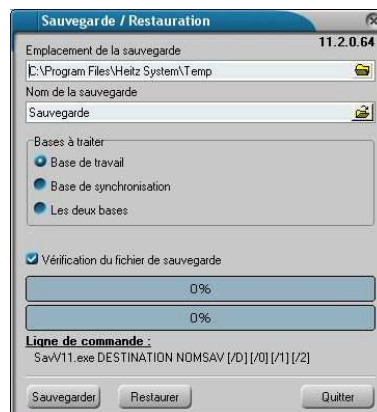 Sauvegarde / Restauration
11.2.0.64
Emplacement de la sauvegarde
C:\Program Files\Heitz System\Temp
Nom de la sauvegarde
Sauvegarde
Bases à traiter
Base de travail
Base de synchronisation
Les deux bases
Vérification du fichier de sauvegarde
0%
0%
Ligne de commande :
SavV11.exe DESTINATION NOMSAV [/D] [/0] [/1] [/2]
Sauvegarder Restaurer Quitter